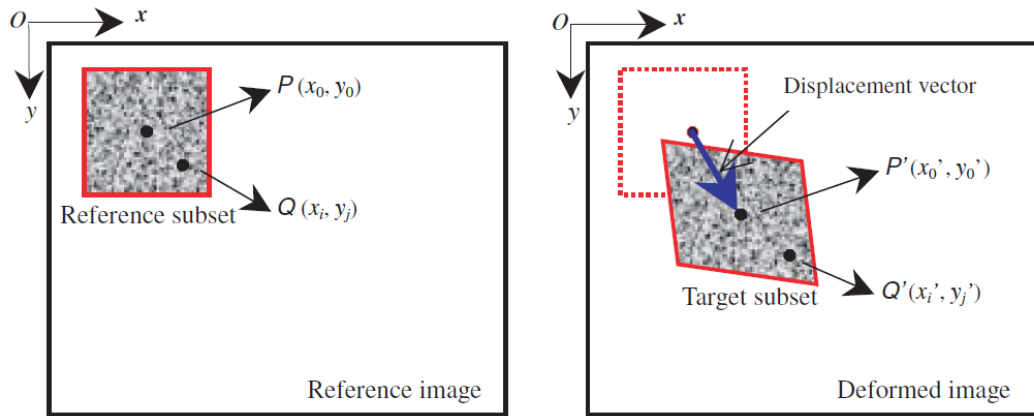 O x
y
P (x₀, y₀)
Reference subset
Q (xᵢ, yⱼ)
Reference image
O x
y
Displacement vector
P' (x₀', y₀')
Target subset
Q' (xᵢ', yⱼ')
Deformed image